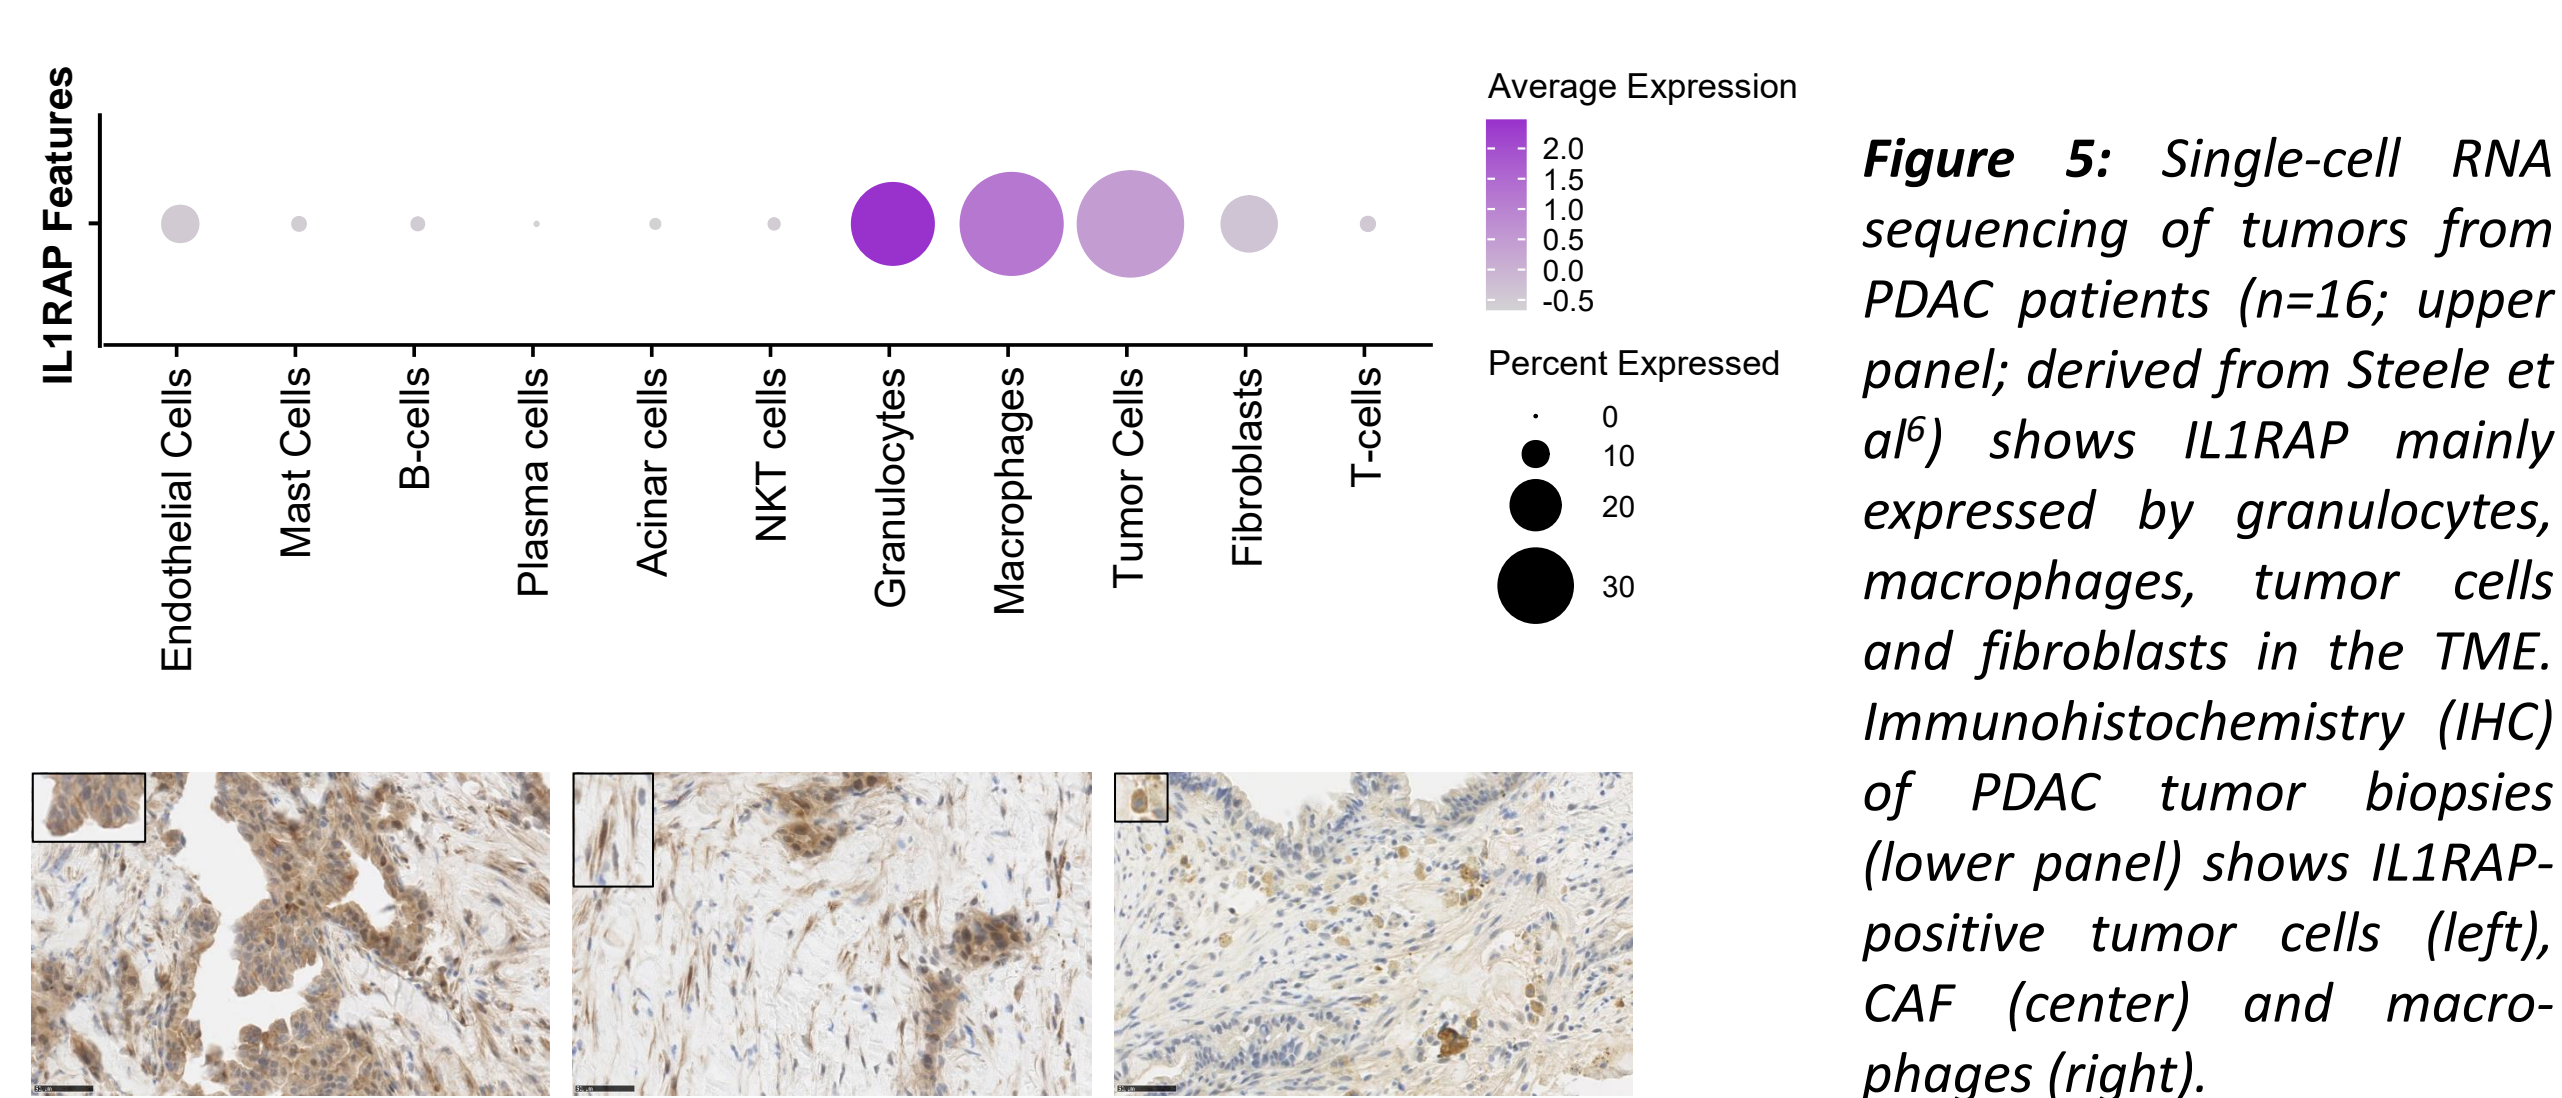 IL1RAP Features
Endothelial Cells
Mast Cells
B-cells
Plasma cells
Acinar cells
NKT cells
Granulocytes
Macrophages
Tumor Cells
Fibroblasts
T-cells
Average Expression
2.0
1.5
1.0
0.5
0.0
-0.5
Percent Expressed
0
10
20
30
Figure 5: Single-cell RNA
sequencing of tumors from
PDAC patients (n=16; upper
panel; derived from Steele et
al⁶) shows IL1RAP mainly
expressed by granulocytes,
macrophages, tumor cells
and fibroblasts in the TME.
Immunohistochemistry (IHC)
of PDAC tumor biopsies
(lower panel) shows IL1RAP-
positive tumor cells (left),
CAF (center) and macro-
phages (right).